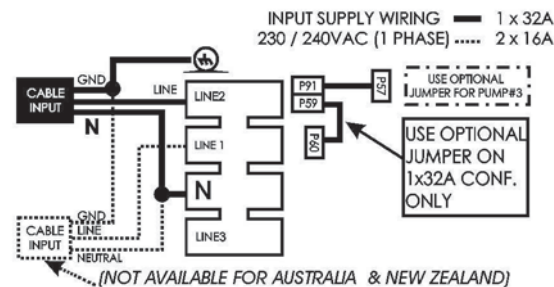 INPUT SUPPLY WIRING 1 x 32A
230 / 240VAC (1 PHASE) 2 x 16A
GND
CABLE
INPUT
LINE
N
LINE2
LINE 1
N
LINE3
P91
P59
P57
P60
USE OPTIONAL
JUMPER FOR PUMP#3
USE OPTIONAL
JUMPER ON
1x32A CONF.
ONLY
GND
CABLE
INPUT
LINE
NEUTRAL
(NOT AVAILABLE FOR AUSTRALIA & NEW ZEALAND)